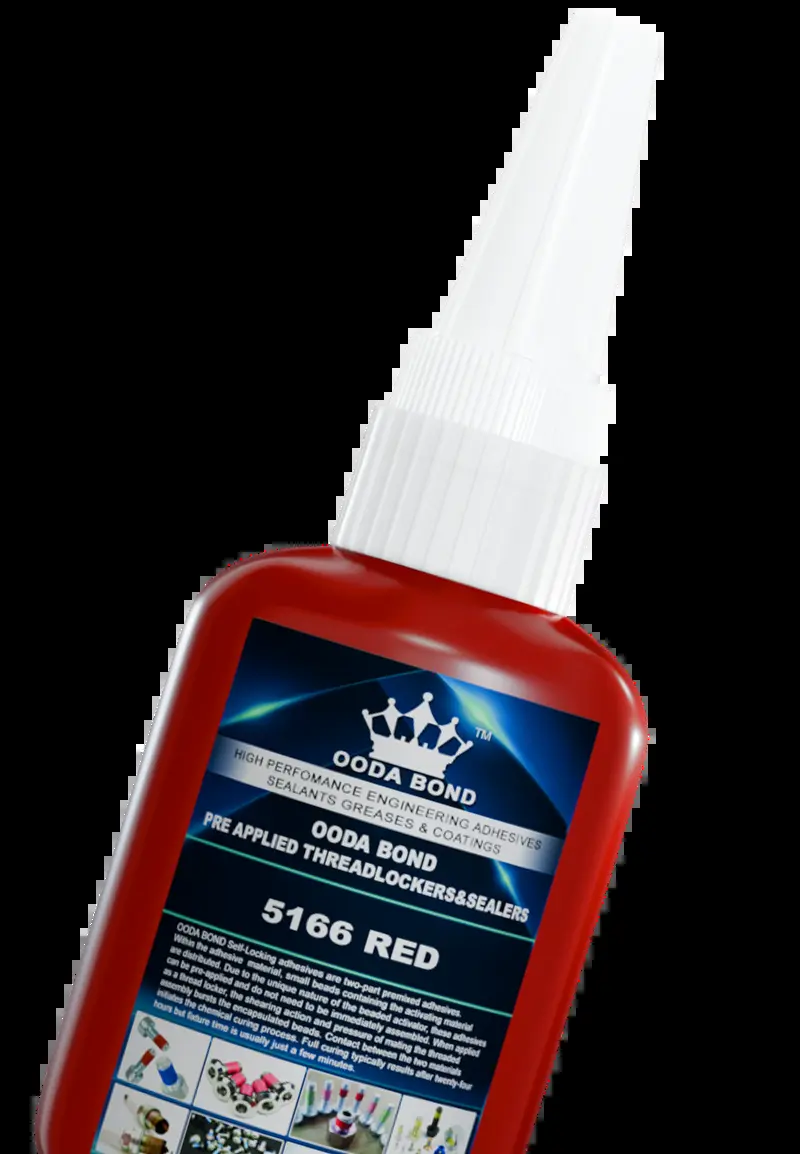 TM
OODA BOND
HIGH PERFOMANCE ENGINEERING ADHESIVES
SEALANTS GREASES & COATINGS
OODA BOND
PRE APPLIED THREADLOCKERS&SEALERS
5166 RED
OODA BOND Self-Locking adhesives are two-part premixed adhesives.
Within the adhesive material, small beads containing the activating material
are distributed. Due to the unique nature of the beaded activator, these adhesives
can be pre-applied and do not need to be immediately assembled. When applied
as a thread locker, the shearing action and pressure of mating the threaded
assembly bursts the encapsulated beads. Contact between the two materials
initiates the chemical curing process. Full curing typically results after twenty-four
hours but fixture time is usually just a few minutes.